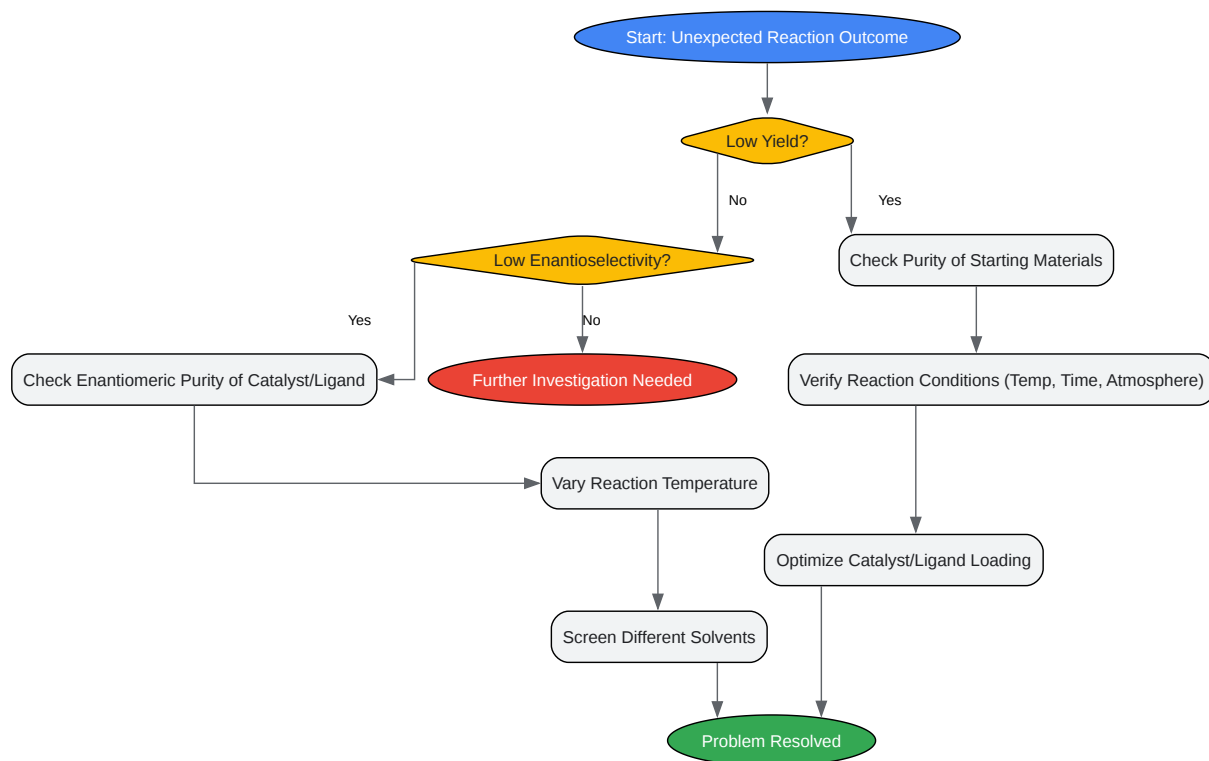 Start: Unexpected Reaction Outcome
Low Yield?
No
Yes
Low Enantioselectivity?
Check Purity of Starting Materials
Yes
No
Check Enantiomeric Purity of Catalyst/Ligand
Further Investigation Needed
Verify Reaction Conditions (Temp, Time, Atmosphere)
Vary Reaction Temperature
Optimize Catalyst/Ligand Loading
Screen Different Solvents
Problem Resolved